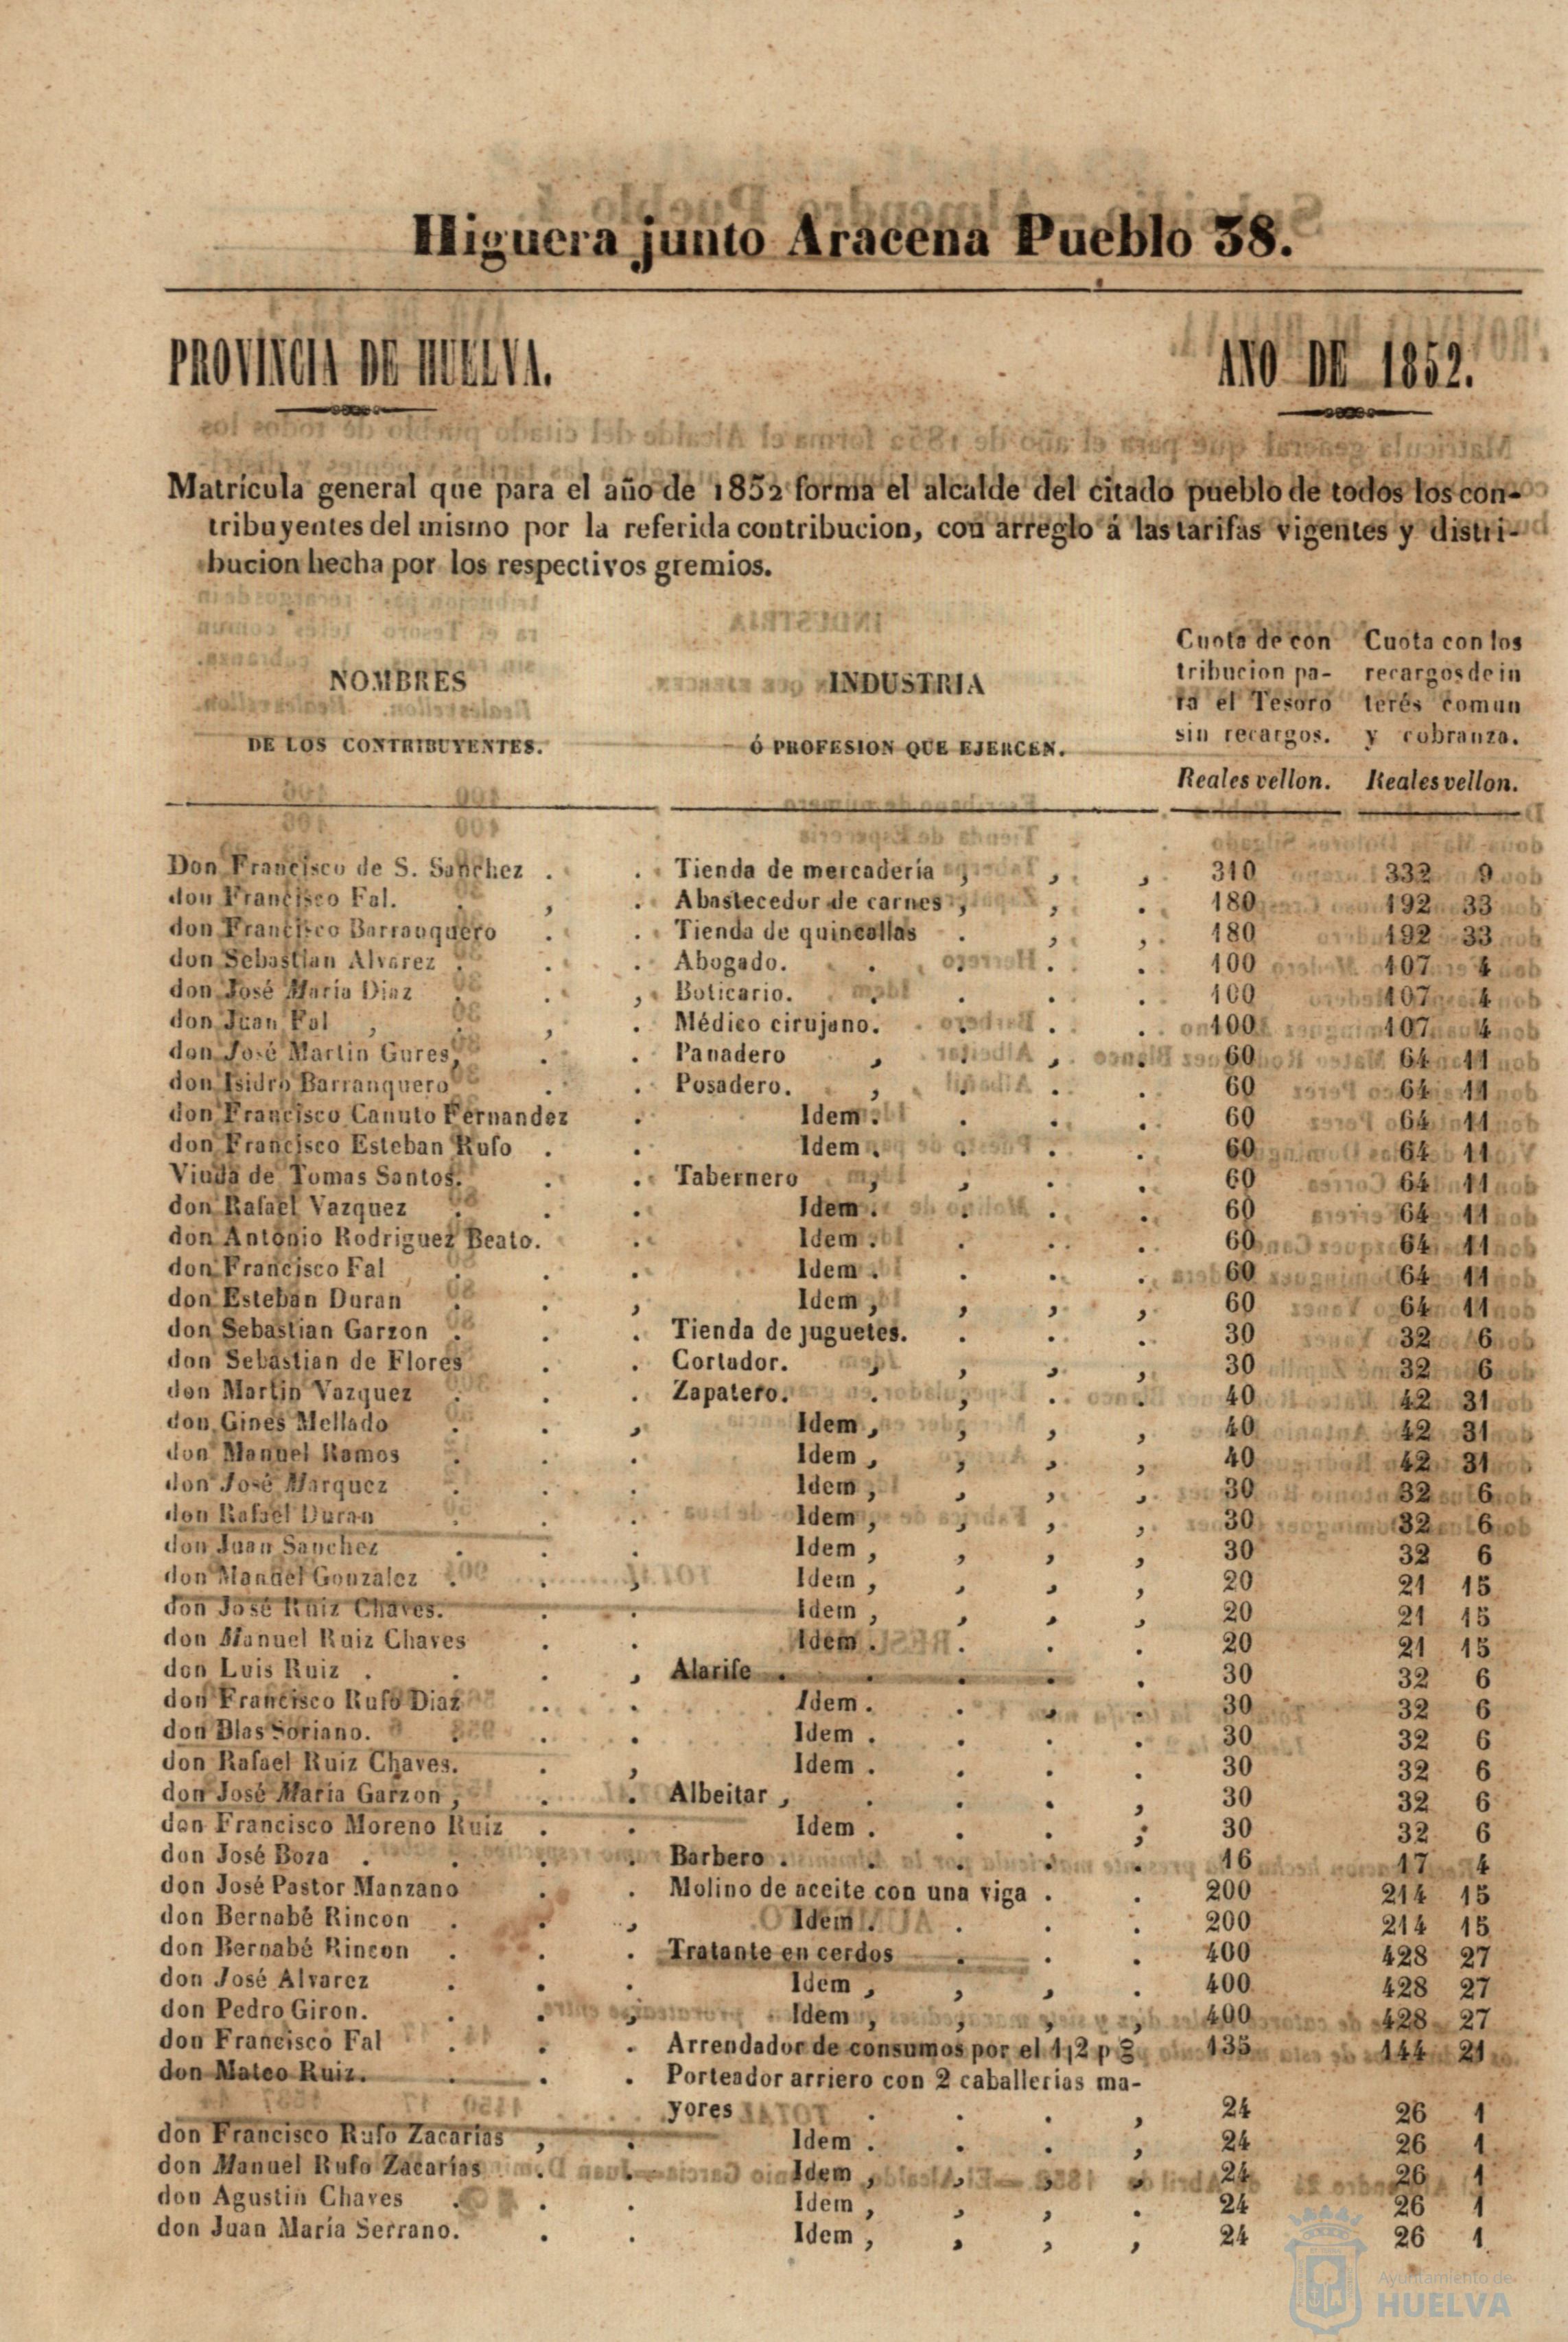 Higuera junto Aracena Pueblo 38.
PROVINCIA DE HUELVA. AÑO DE 1852.
Matrícula general que para el año de 1852 forma el alcalde del citado pueblo de todos los con-
tribuyentes del mismo por la referida contribucion, con arreglo á las tarifas vigentes y distri-
bucion hecha por los respectivos gremios.
NOMBRES
DE LOS CONTRIBUYENTES.
INDUSTRIA
Ó PROFESION QUE EJERCEN.
Cuota de con
tribucion pa-
ra el Tesoro
sin recargos.
Reales vellon.
Cuota con los
recargos de in
terés comun
y cobranza.
Reales vellon.
Don Francisco de S. Sanchez . . Tienda de mercadería , , , 310 332 9
don Francisco Fal. . , . Abastecedor de carnes , , . 180 192 33
don Francisco Barranquero . . Tienda de quincallas . , , 180 192 33
don Sebastian Alvarez . . . Abogado. . . . . 100 107 4
don José Maria Diaz . . , Boticario. . . . . 100 107 4
don Juan Fal , . , . Médico cirujano. . . . 100 107 4
don José Martin Gures, . . Panadero , . , . 60 64 11
don Isidro Barranquero . . Posadero. , . . . 60 64 11
don Francisco Canuto Fernandez . Idem . . . . 60 64 11
don Francisco Esteban Rufo . . Idem . . . . 60 64 11
Viuda de Tomas Santos. . . Tabernero , , . . 60 64 11
don Rafael Vazquez . . . Idem . . . . 60 64 11
don Antonio Rodriguez Beato. . Idem . . . . 60 64 11
don Francisco Fal . . . Idem . . . . 60 64 11
don Esteban Duran . . , Idem , , , , 60 64 11
don Sebastian Garzon . . . Tienda de juguetes. . . . 30 32 6
don Sebastian de Flores . . Cortador. , , , , 30 32 6
don Martin Vazquez . . . Zapatero. . , . . 40 42 31
don Gines Mellado . . , Idem , , , , 40 42 31
don Manuel Ramos . . . Idem , , , , 40 42 31
don José Marquez . . . Idem , , , , 30 32 6
don Rafael Duran . . . Idem , , , , 30 32 6
don Juan Sanchez . . . Idem , , , , 30 32 6
don Manuel Gonzalez . . , Idem , , , , 20 21 15
don José Ruiz Chaves. . . Idem , , , , 20 21 15
don Manuel Ruiz Chaves . . Idem . . . . 20 21 15
don Luis Ruiz . . . , Alarife . . . . . 30 32 6
don Francisco Rufo Diaz . . Idem . . , . 30 32 6
don Blas Soriano. . . . Idem . . . . 30 32 6
don Rafael Ruiz Chaves. . , Idem . . . . 30 32 6
don José María Garzon , . . Albeitar , . . . , 30 32 6
don Francisco Moreno Ruiz . . Idem . . . ; 30 32 6
don José Boza . . . . Barbero . . . . . 16 17 4
don José Pastor Manzano . . Molino de aceite con una viga . . 200 214 15
don Bernabé Rincon . . , Idem . . . . 200 214 15
don Bernabé Rincon . . . Tratante en cerdos . . . 400 428 27
don José Alvarez . . . Idem , , , . 400 428 27
don Pedro Giron. . . , Idem , , , , 400 428 27
don Francisco Fal . . . Arrendador de consumos por el 1¡2 p 8 135 144 21
don Mateo Ruiz. . . . Porteador arriero con 2 caballerias ma-
yores . . . , 24 26 1
don Francisco Rufo Zacarias , . Idem . . . , 24 26 1
don Manuel Rufo Zacarias . . Idem , , , , 24 26 1
don Agustin Chaves . . . Idem , , , . 24 26 1
don Juan María Serrano. . . Idem , , , , 24 26 1
Ayuntamiento de
HUELVA